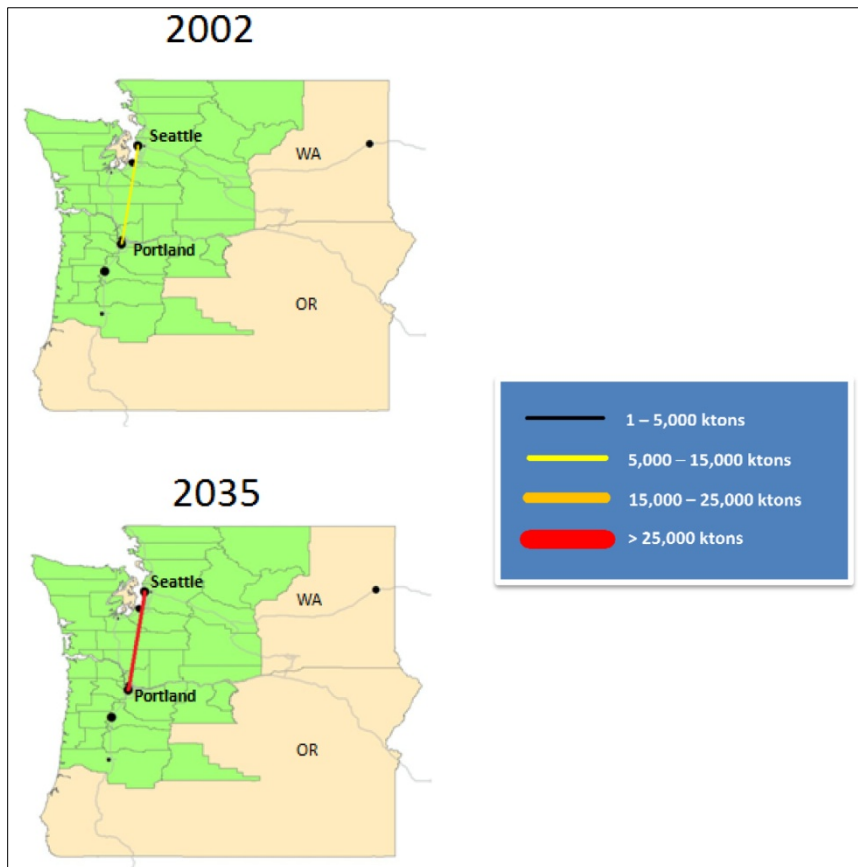 2002
Seattle
WA
Portland
OR
1 – 5,000 ktons
5,000 – 15,000 ktons
15,000 – 25,000 ktons
> 25,000 ktons
2035
Seattle
WA
Portland
OR